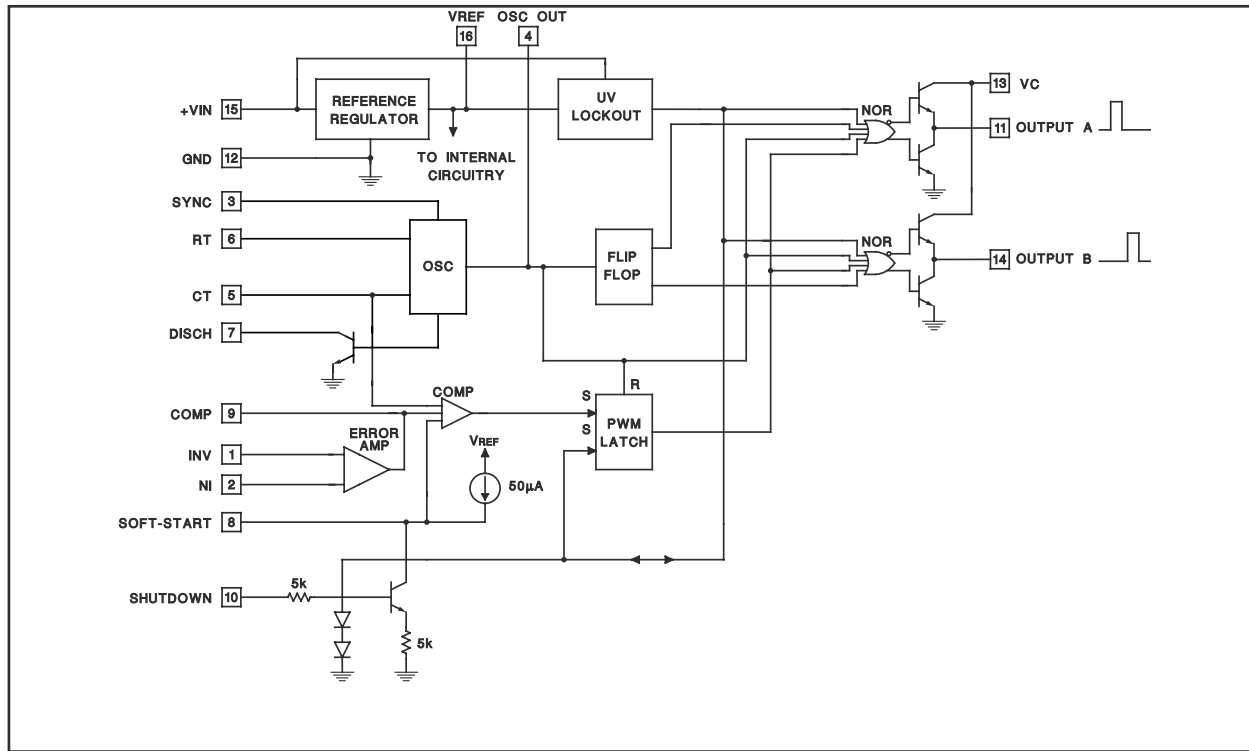 VREF OSC OUT
16 4
+VIN 15
REFERENCE
REGULATOR
UV
LOCKOUT
13 VC
NOR
11 OUTPUT A
GND 12
TO INTERNAL
CIRCUITRY
SYNC 3
RT 6
OSC
FLIP
FLOP
NOR
14 OUTPUT B
CT 5
DISCH 7
COMP
S
R
COMP 9
S
PWM
LATCH
ERROR
AMP
INV 1
VREF
NI 2
50µA
SOFT-START 8
5k
SHUTDOWN 10
5k